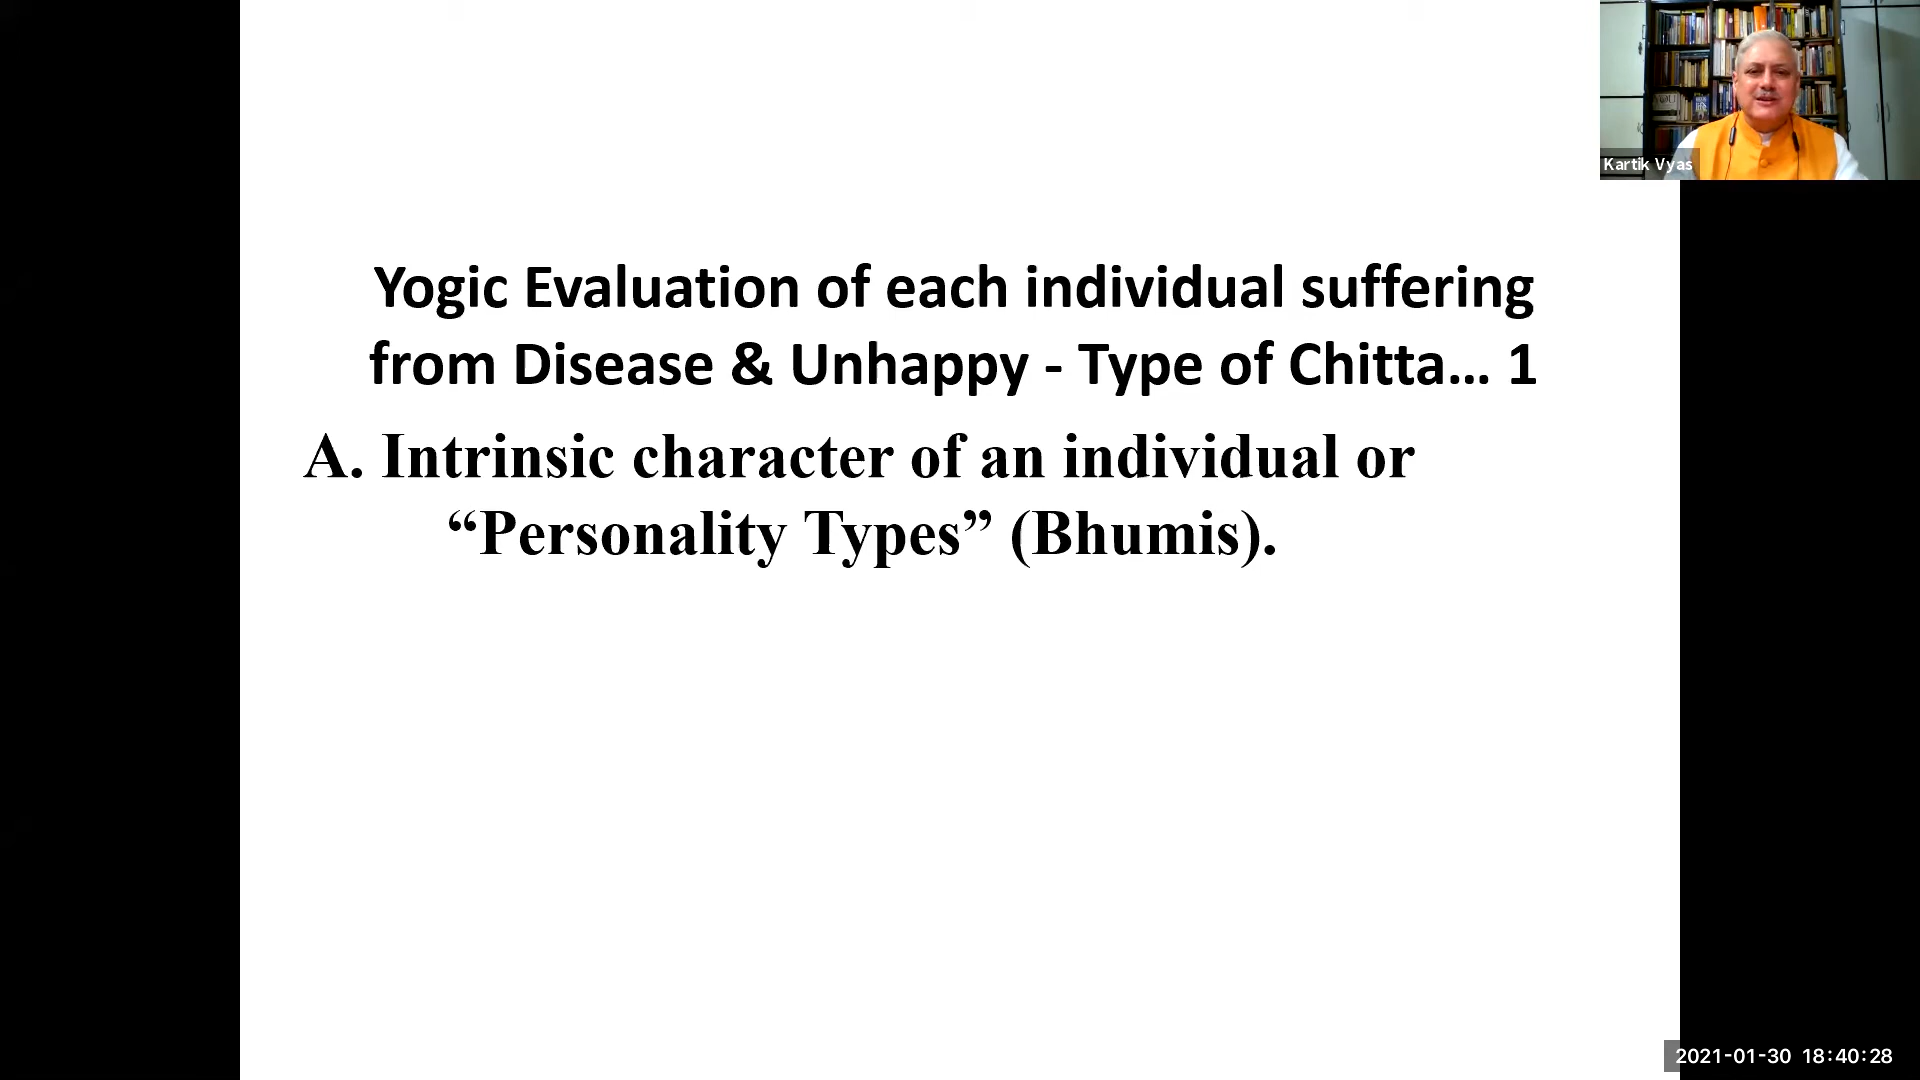 Kartik Vyas
Yogic Evaluation of each individual suffering
from Disease & Unhappy - Type of Chitta... 1
A. Intrinsic character of an individual or
“Personality Types” (Bhumis).
2021-01-30 18:40:28